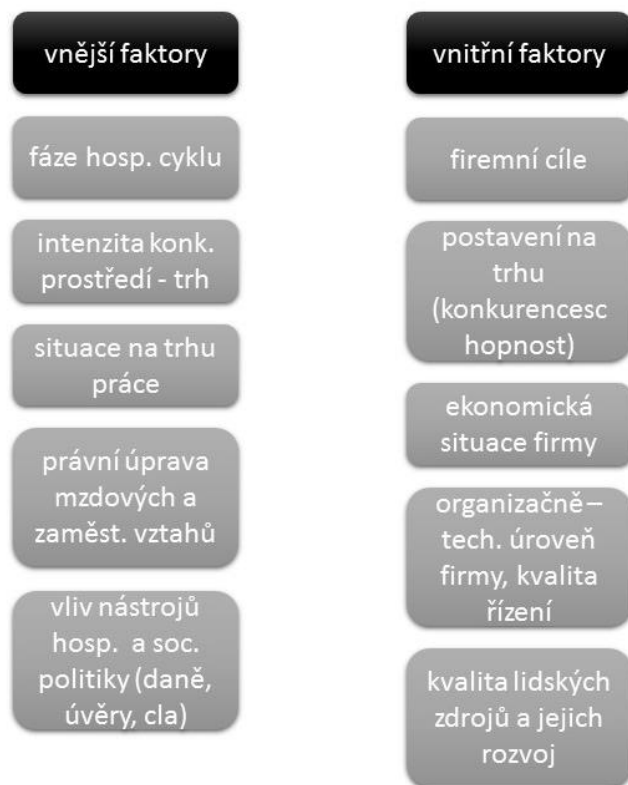 vnější faktory
fáze hosp. cyklu
intenzita konk.
prostředí - trh
situace na trhu
práce
právní úprava
mzdových a
zaměst. vztahů
vliv nástrojů
hosp. a soc.
politiky (daně,
úvěry, cla)
vnitřní faktory
firemní cíle
postavení na
trhu
(konkurencesc
hopnost)
ekonomická
situace firmy
organizačně –
tech. úroveň
firmy, kvalita
řízení
kvalita lidských
zdrojů a jejich
rozvoj